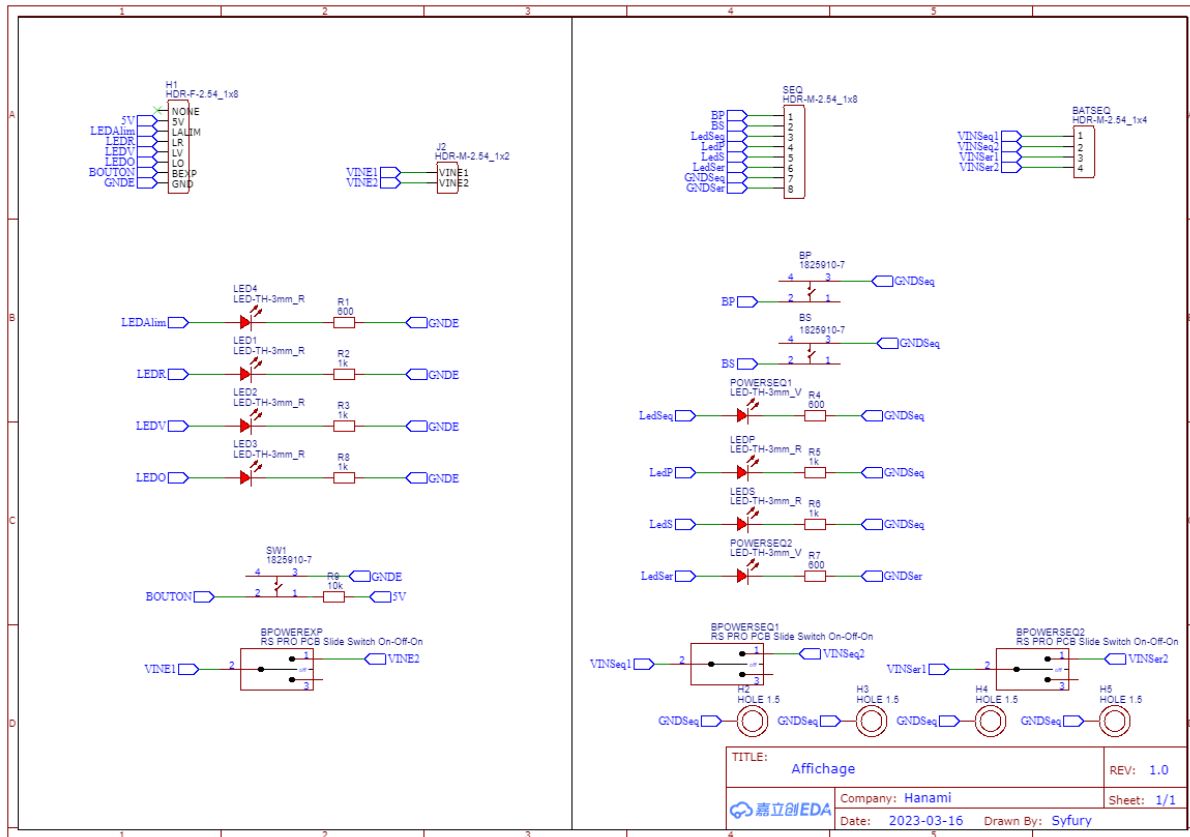 1 2 3 4 5
A
B
C
D
H1
HDR-F-2.54_1x8
NONE
5V 5V
LEDAlim LALIM
LEDR LR
LEDV LV
LEDO LO
BOUTON BEXP
GNDE GND
J2
HDR-M-2.54_1x2
VINE1 VINE1
VINE2 VINE2
SEQ
HDR-M-2.54_1x8
BP 1
BS 2
LedSeq 3
LedP 4
LedS 5
LedSer 6
GNDSeq 7
GNDSer 8
BATSEQ
HDR-M-2.54_1x4
VINSeq1 1
VINSeq2 2
VINSer1 3
VINSer2 4
LED4
LED-TH-3mm_R
R1
600
LEDAlim GNDE
LED1
LED-TH-3mm_R
R2
1k
LEDR GNDE
LED2
LED-TH-3mm_R
R3
1k
LEDV GNDE
LED3
LED-TH-3mm_R
R8
1k
LEDO GNDE
SW1
1825910-7
4 3 GNDE
R9
10k
BOUTON 2 1 5V
BPOWEREXP
RS PRO PCB Slide Switch On-Off-On
1 VINE2
VINE1 2 off
3
BP
1825910-7
4 3 GNDSeq
BP 2 1
BS
1825910-7
4 3 GNDSeq
BS 2 1
POWERSEQ1
LED-TH-3mm_V
R4
600
LedSeq GNDSeq
LEDP
LED-TH-3mm_R
R5
1k
LedP GNDSeq
LEDS
LED-TH-3mm_R
R6
1k
LedS GNDSeq
POWERSEQ2
LED-TH-3mm_V
R7
600
LedSer GNDSer
BPOWERSEQ1
RS PRO PCB Slide Switch On-Off-On
1 VINSeq2
VINSeq1 2 off
3
BPOWERSEQ2
RS PRO PCB Slide Switch On-Off-On
1 VINSer2
VINSer1 2 off
3
H2
HOLE 1.5
GNDSeq
H3
HOLE 1.5
GNDSeq
H4
HOLE 1.5
GNDSeq
H5
HOLE 1.5
GNDSeq
TITLE:
Affichage
REV: 1.0
嘉立创EDA
Company: Hanami
Sheet: 1/1
Date: 2023-03-16 Drawn By: Syfury
1 2 3 4 5